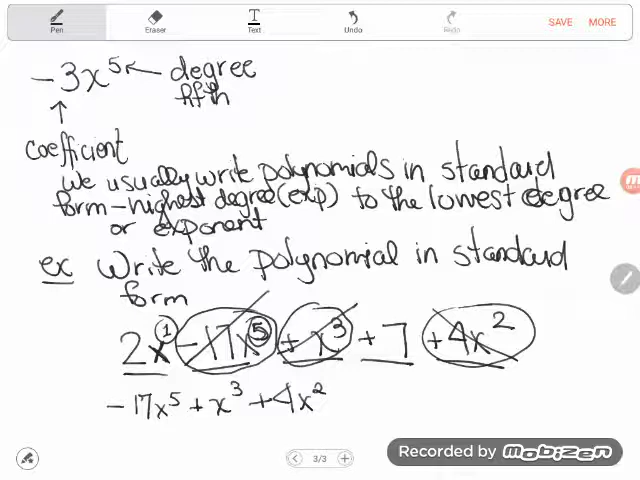 Pen Eraser Text Undo Redo SAVE MORE
-3x⁵ ← degree
fifth
↑
coefficient
we usually write polynomials in standard
form - highest degree (exp) to the lowest degree
or exponent
ex Write the polynomial in standard
form
2x¹ - 17x⁵ + x³ + 7 + 4x²
- 17x⁵ + x³ + 4x²
3/3
Recorded by mobizen